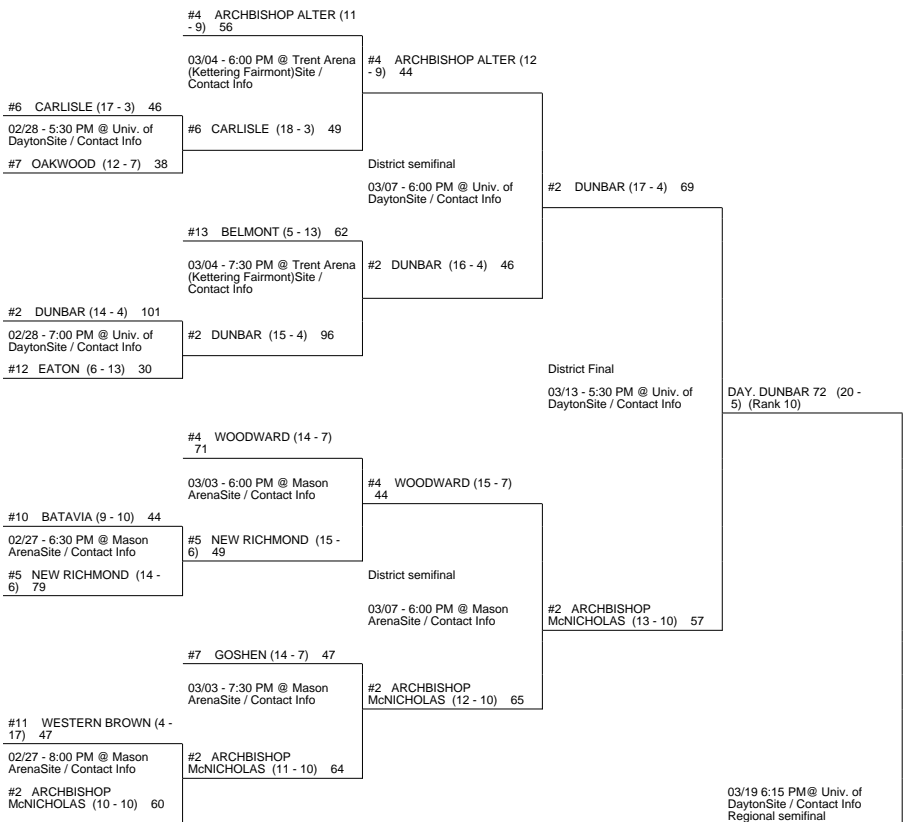 #4 ARCHBISHOP ALTER (11
- 9) 56
03/04 - 6:00 PM @ Trent Arena
(Kettering Fairmont)Site /
Contact Info
#4 ARCHBISHOP ALTER (12
- 9) 44
#6 CARLISLE (17 - 3) 46
02/28 - 5:30 PM @ Univ. of
DaytonSite / Contact Info
#7 OAKWOOD (12 - 7) 38
#6 CARLISLE (18 - 3) 49
District semifinal
03/07 - 6:00 PM @ Univ. of
DaytonSite / Contact Info
#2 DUNBAR (17 - 4) 69
#13 BELMONT (5 - 13) 62
03/04 - 7:30 PM @ Trent Arena
(Kettering Fairmont)Site /
Contact Info
#2 DUNBAR (16 - 4) 46
#2 DUNBAR (14 - 4) 101
02/28 - 7:00 PM @ Univ. of
DaytonSite / Contact Info
#12 EATON (6 - 13) 30
#2 DUNBAR (15 - 4) 96
District Final
03/13 - 5:30 PM @ Univ. of
DaytonSite / Contact Info
DAY. DUNBAR 72 (20 -
5) (Rank 10)
#4 WOODWARD (14 - 7)
71
03/03 - 6:00 PM @ Mason
ArenaSite / Contact Info
#4 WOODWARD (15 - 7)
44
#10 BATAVIA (9 - 10) 44
02/27 - 6:30 PM @ Mason
ArenaSite / Contact Info
#5 NEW RICHMOND (14 -
6) 79
#5 NEW RICHMOND (15 -
6) 49
District semifinal
03/07 - 6:00 PM @ Mason
ArenaSite / Contact Info
#2 ARCHBISHOP
McNICHOLAS (13 - 10) 57
#7 GOSHEN (14 - 7) 47
03/03 - 7:30 PM @ Mason
ArenaSite / Contact Info
#2 ARCHBISHOP
McNICHOLAS (12 - 10) 65
#11 WESTERN BROWN (4 -
17) 47
02/27 - 8:00 PM @ Mason
ArenaSite / Contact Info
#2 ARCHBISHOP
McNICHOLAS (10 - 10) 60
#2 ARCHBISHOP
McNICHOLAS (11 - 10) 64
03/19 6:15 PM@ Univ. of
DaytonSite / Contact Info
Regional semifinal